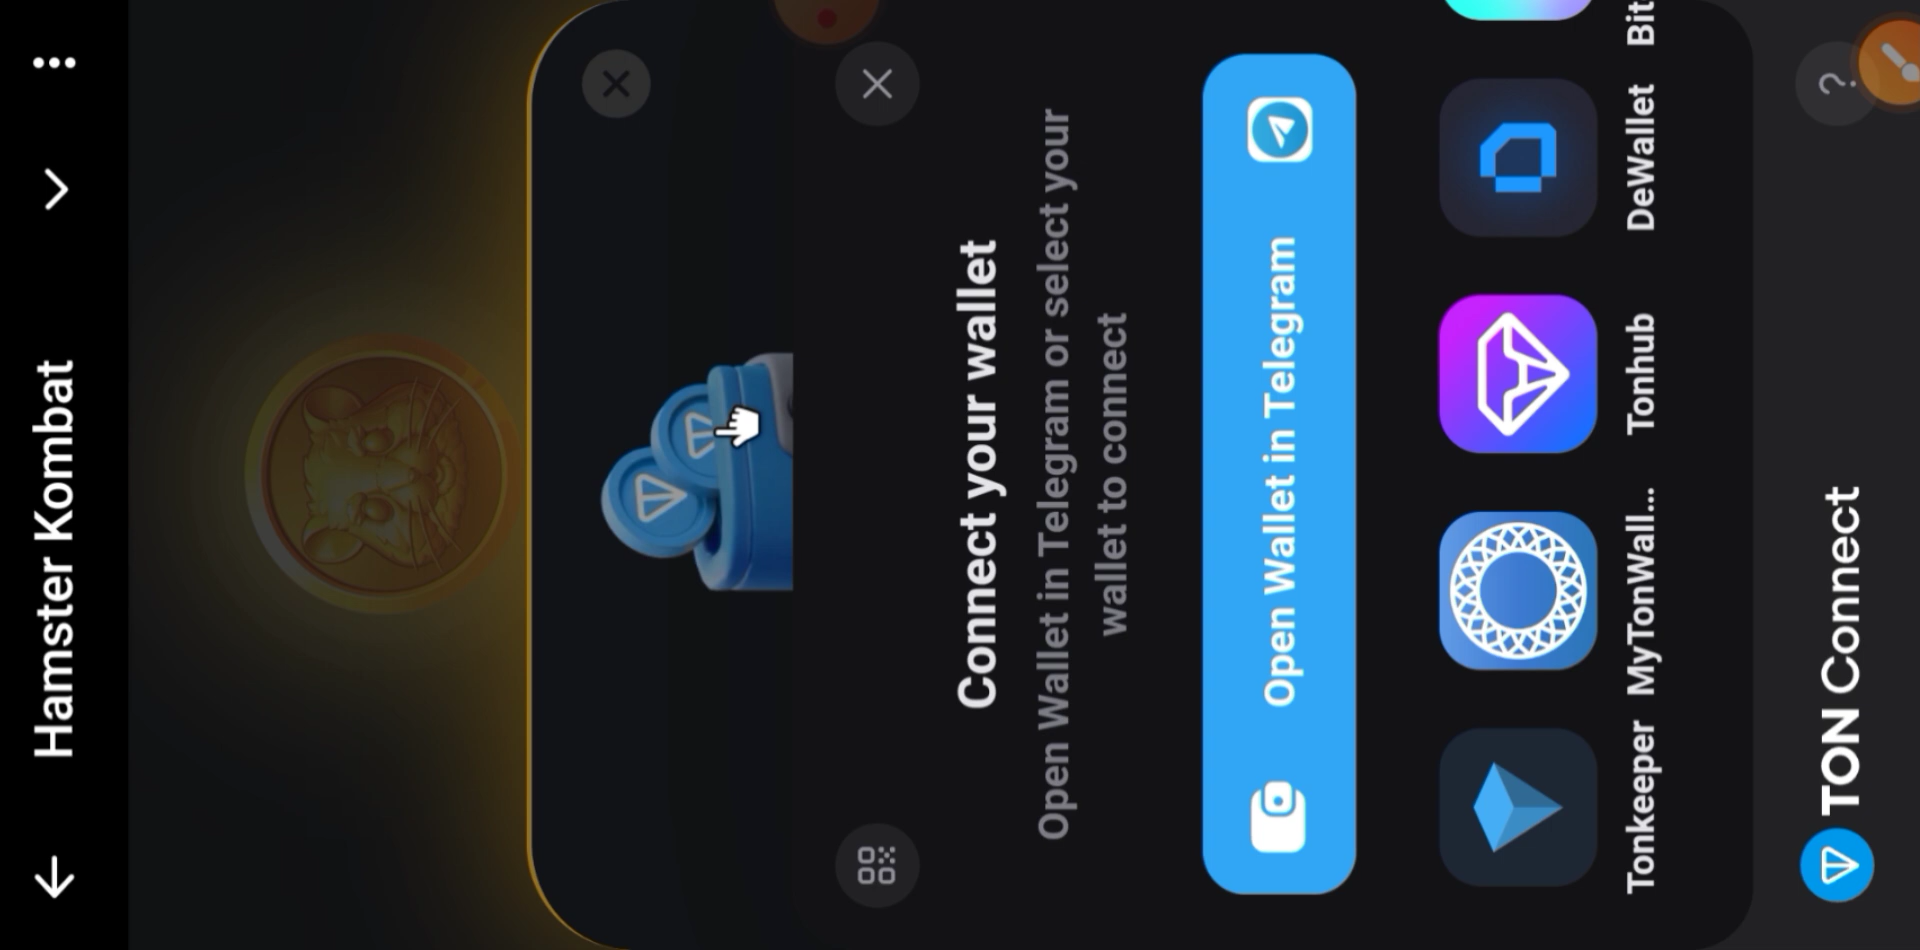 Hamster Kombat
Connect your wallet
Open Wallet in Telegram or select your
wallet to connect
Open Wallet in Telegram
Tonkeeper
MyTonWall...
Tonhub
DeWallet
Bit
TON Connect
?